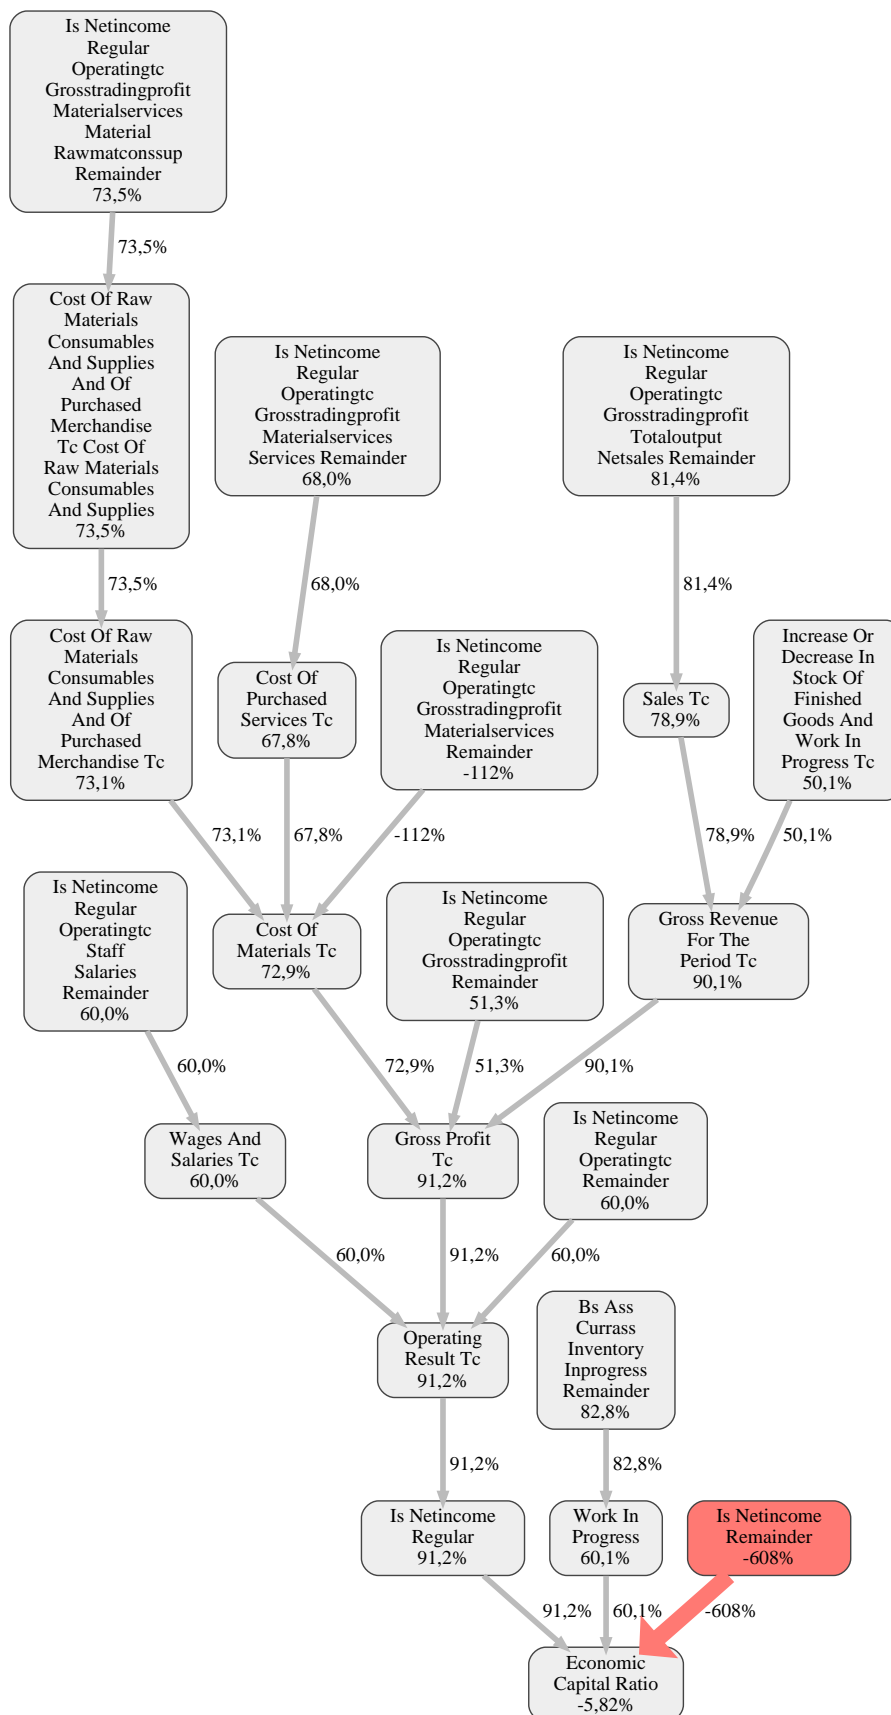 Is Netincome
Regular
Operatingtc
Grosstradingprofit
Materialservices
Material
Rawmatconssup
Remainder
73,5%
73,5%
Cost Of Raw
Materials
Consumables
And Supplies
And Of
Purchased
Merchandise
Tc Cost Of
Raw Materials
Consumables
And Supplies
73,5%
Is Netincome
Regular
Operatingtc
Grosstradingprofit
Materialservices
Services Remainder
68,0%
Is Netincome
Regular
Operatingtc
Grosstradingprofit
Totaloutput
Netsales Remainder
81,4%
73,5%
68,0%
81,4%
Cost Of Raw
Materials
Consumables
And Supplies
And Of
Purchased
Merchandise Tc
73,1%
Cost Of
Purchased
Services Tc
67,8%
Is Netincome
Regular
Operatingtc
Grosstradingprofit
Materialservices
Remainder
-112%
Sales Tc
78,9%
Increase Or
Decrease In
Stock Of
Finished
Goods And
Work In
Progress Tc
50,1%
73,1%
67,8%
-112%
78,9%
50,1%
Is Netincome
Regular
Operatingtc
Staff
Salaries
Remainder
60,0%
Cost Of
Materials Tc
72,9%
Is Netincome
Regular
Operatingtc
Grosstradingprofit
Remainder
51,3%
Gross Revenue
For The
Period Tc
90,1%
60,0%
72,9%
51,3%
90,1%
Wages And
Salaries Tc
60,0%
Gross Profit
Tc
91,2%
Is Netincome
Regular
Operatingtc
Remainder
60,0%
60,0%
91,2%
60,0%
Operating
Result Tc
91,2%
Bs Ass
Currass
Inventory
Inprogress
Remainder
82,8%
91,2%
82,8%
Is Netincome
Regular
91,2%
Work In
Progress
60,1%
Is Netincome
Remainder
-608%
91,2%
60,1%
-608%
Economic
Capital Ratio
-5,82%